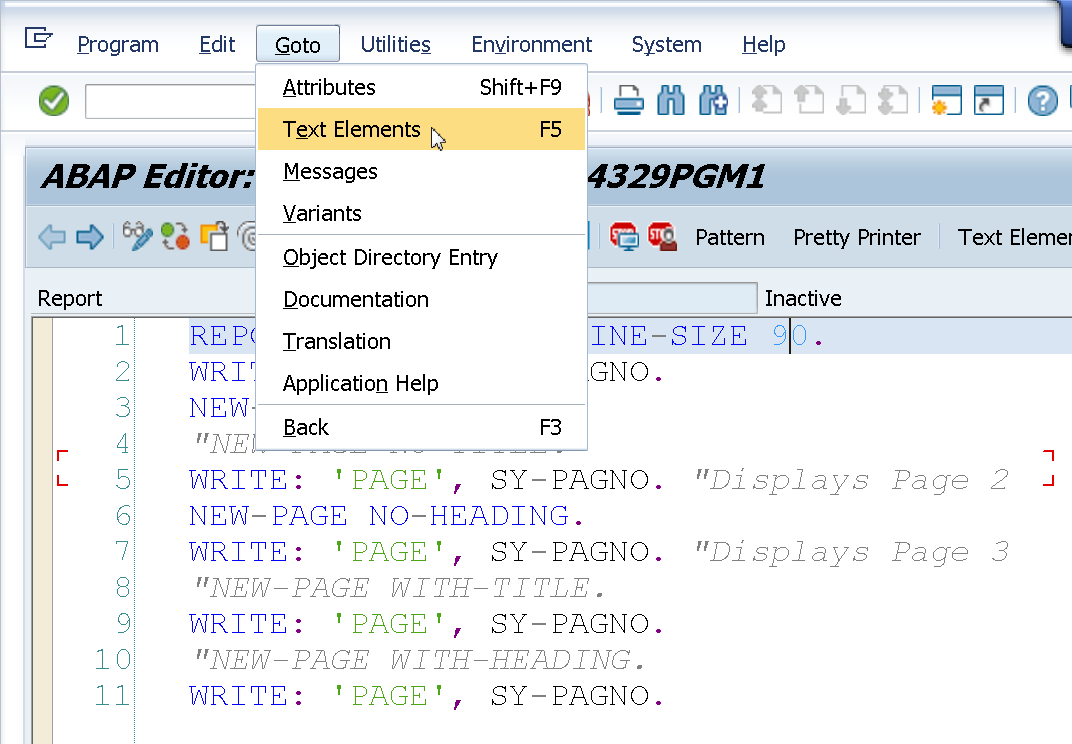 Program Edit Goto Utilities Environment System Help
Attributes Shift+F9
Text Elements F5
Messages
Variants
Object Directory Entry
Documentation
Translation
Application Help
Back F3
ABAP Editor: 4329PGM1
Pattern Pretty Printer Text
Report Inactive
1 INE-SIZE 90.
2 AGNO.
3 NEW-
4 "NEW-PAGE NO-TITLE.
5 WRITE: 'PAGE', SY-PAGNO. "Displays Page 2
6 NEW-PAGE NO-HEADING.
7 WRITE: 'PAGE', SY-PAGNO. "Displays Page 3
8 "NEW-PAGE WITH-TITLE.
9 WRITE: 'PAGE', SY-PAGNO.
10 "NEW-PAGE WITH-HEADING.
11 WRITE: 'PAGE', SY-PAGNO.